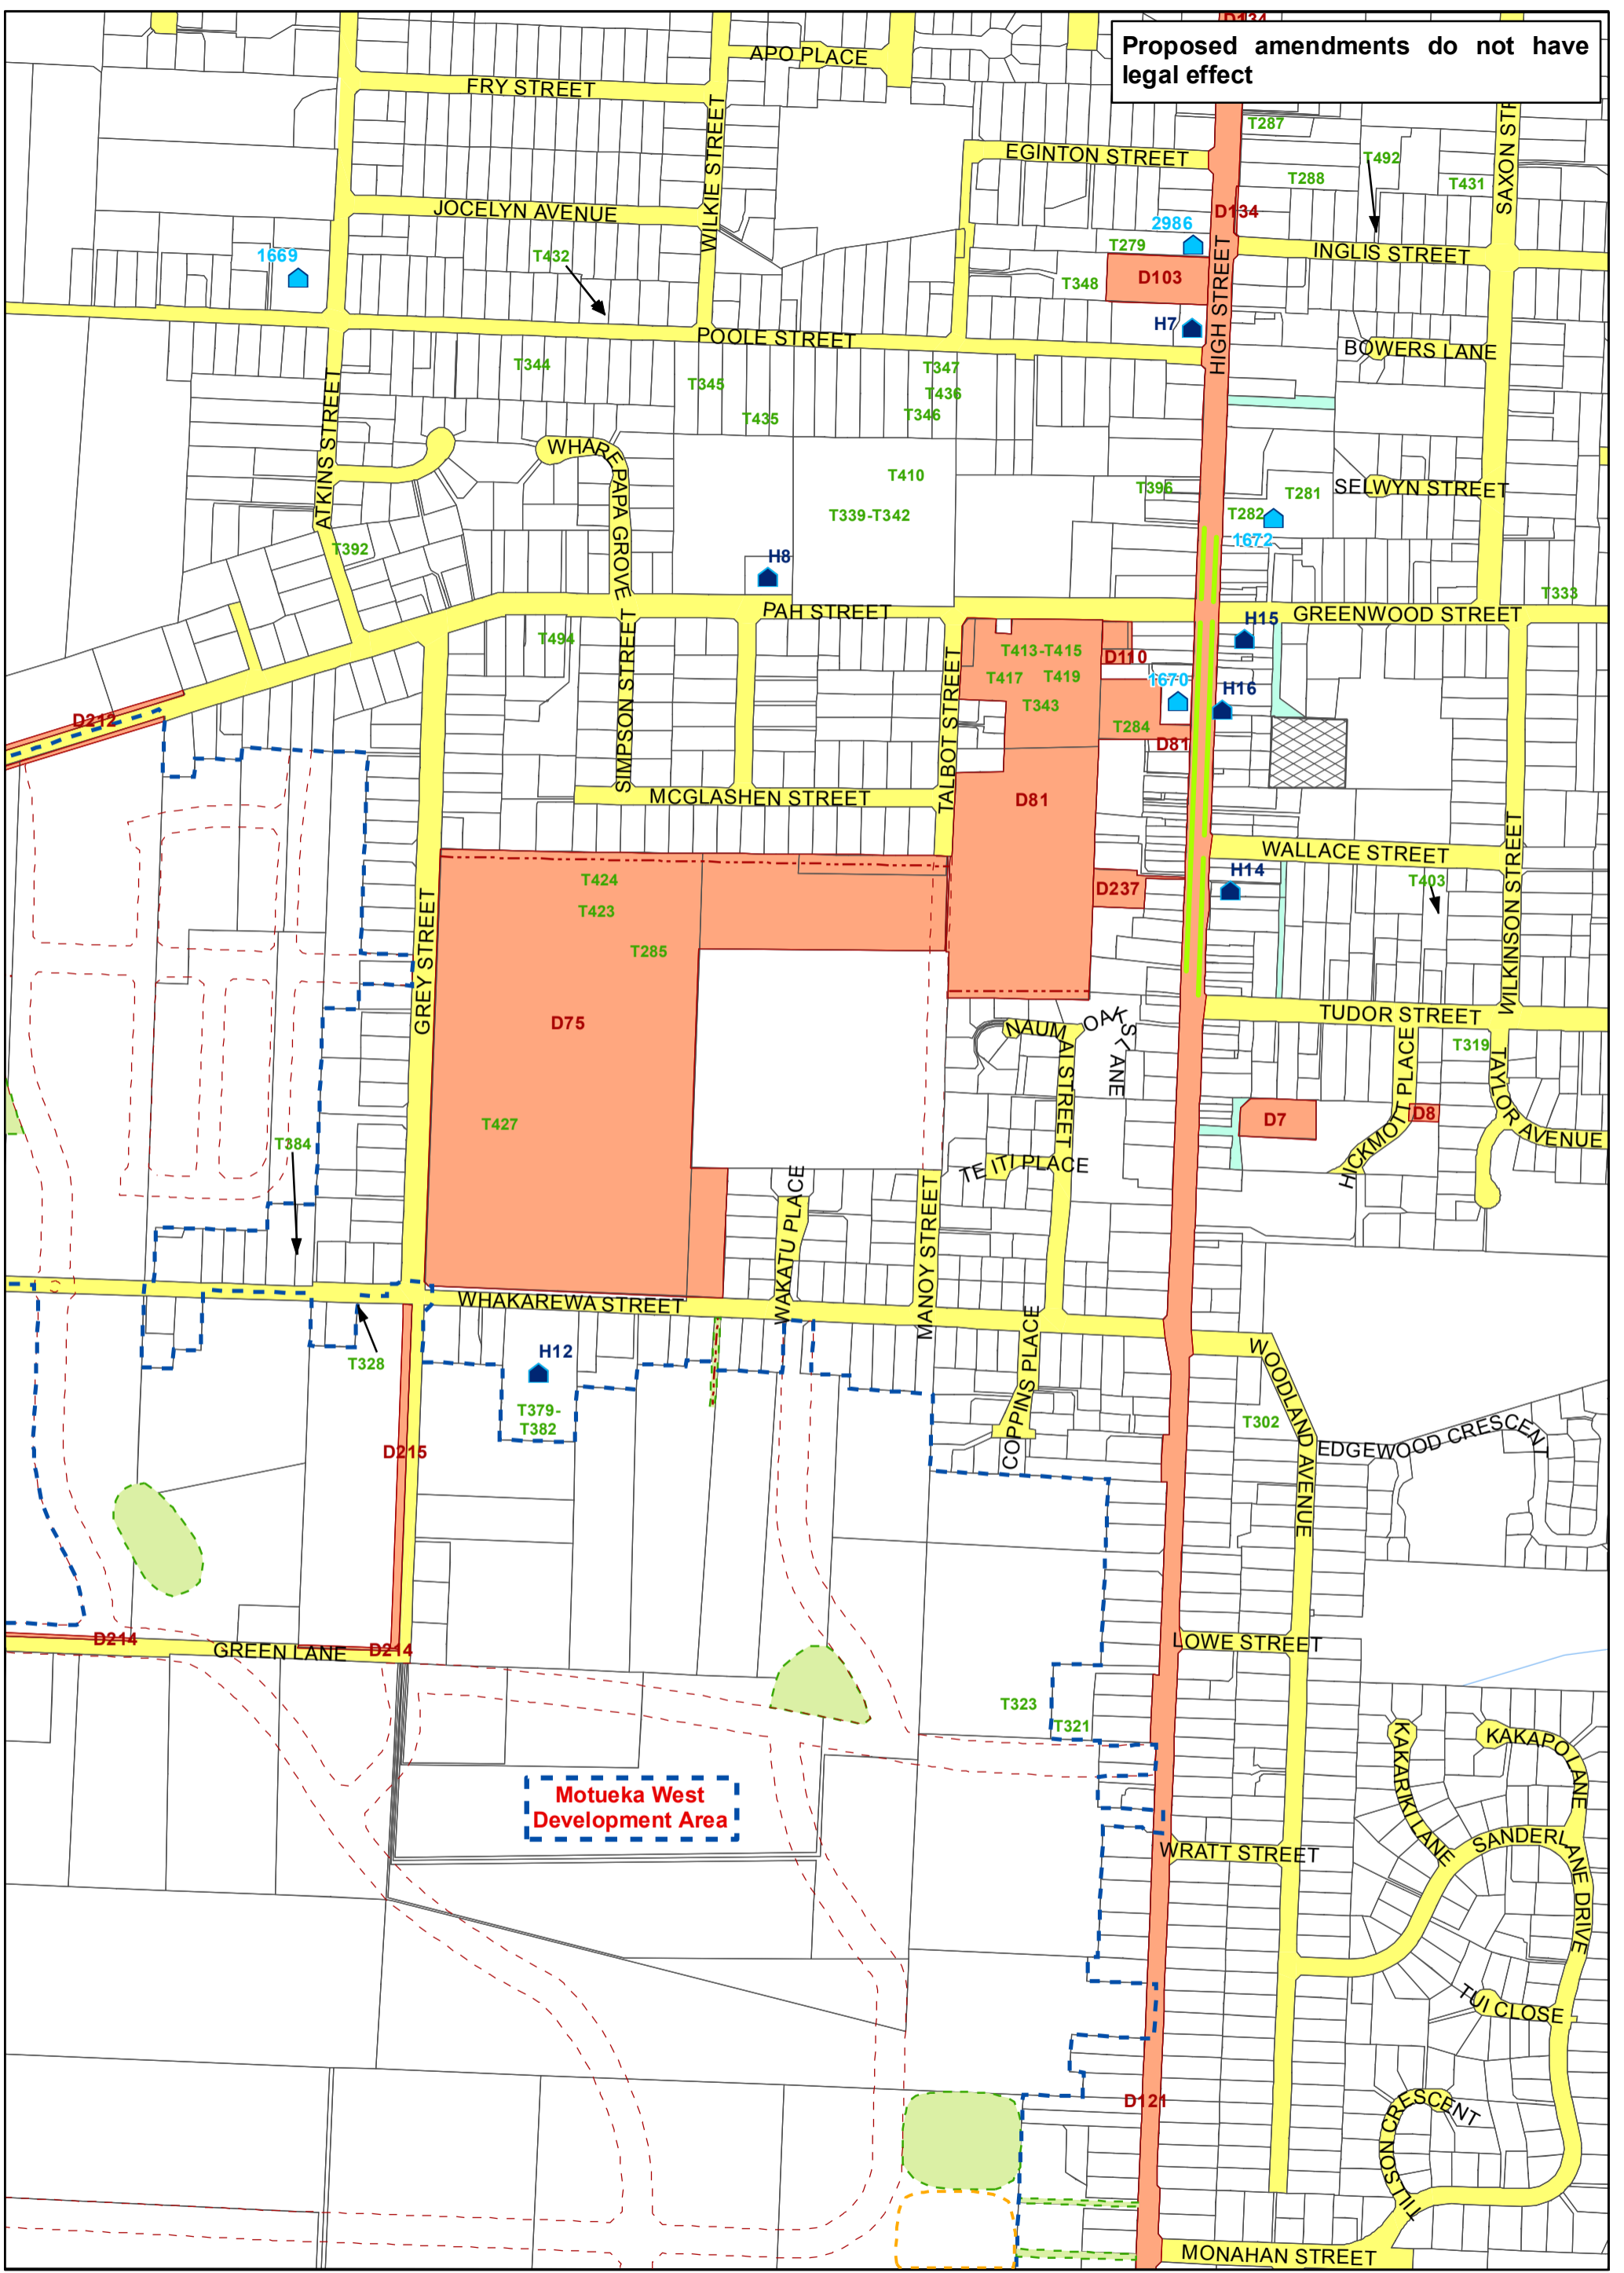 D134
Proposed amendments do not have
legal effect
APO PLACE
FRY STREET
WILKIE STREET
T287
EGINTON STREET
T492
T288
T431
SAXON STR
JOCELYN AVENUE
D134
2986
T279
INGLIS STREET
1669
T432
D103
T348
H7
HIGH STREET
POOLE STREET
BOWERS LANE
T344
T347
T345
T436
T435
T346
ATKINS STREET
WHAREPAPA GROVE
T410
T396
T281
SELWYN STREET
T339-T342
T282
1672
T392
H8
T333
PAH STREET
GREENWOOD STREET
H15
T494
SIMPSON STREET
TALBOT STREET
T413-T415
D110
T417
T419
1670
H16
T343
T284
D212
D81
MCGLASHEN STREET
D81
WALLACE STREET
WILKINSON STREET
T424
D237
H14
T403
GREY STREET
T423
T285
D75
NAUMAI STREET
OAKS LANE
TUDOR STREET
T319
HICKMOTT PLACE
TAYLOR AVENUE
D7
D8
T427
T384
TE ITI PLACE
WAKATU PLACE
MANOY STREET
WHAKAREWA STREET
COPPINS PLACE
T328
H12
WOODLAND AVENUE
T379-
T382
T302
EDGEWOOD CRESCENT
D215
D214
GREEN LANE
D214
LOWE STREET
T323
T321
KAKARIKI LANE
KAKAPO LANE
Motueka West
Development Area
WRATT STREET
SANDERLANE DRIVE
TUI CLOSE
D121
TILLSON CRESCENT
MONAHAN STREET